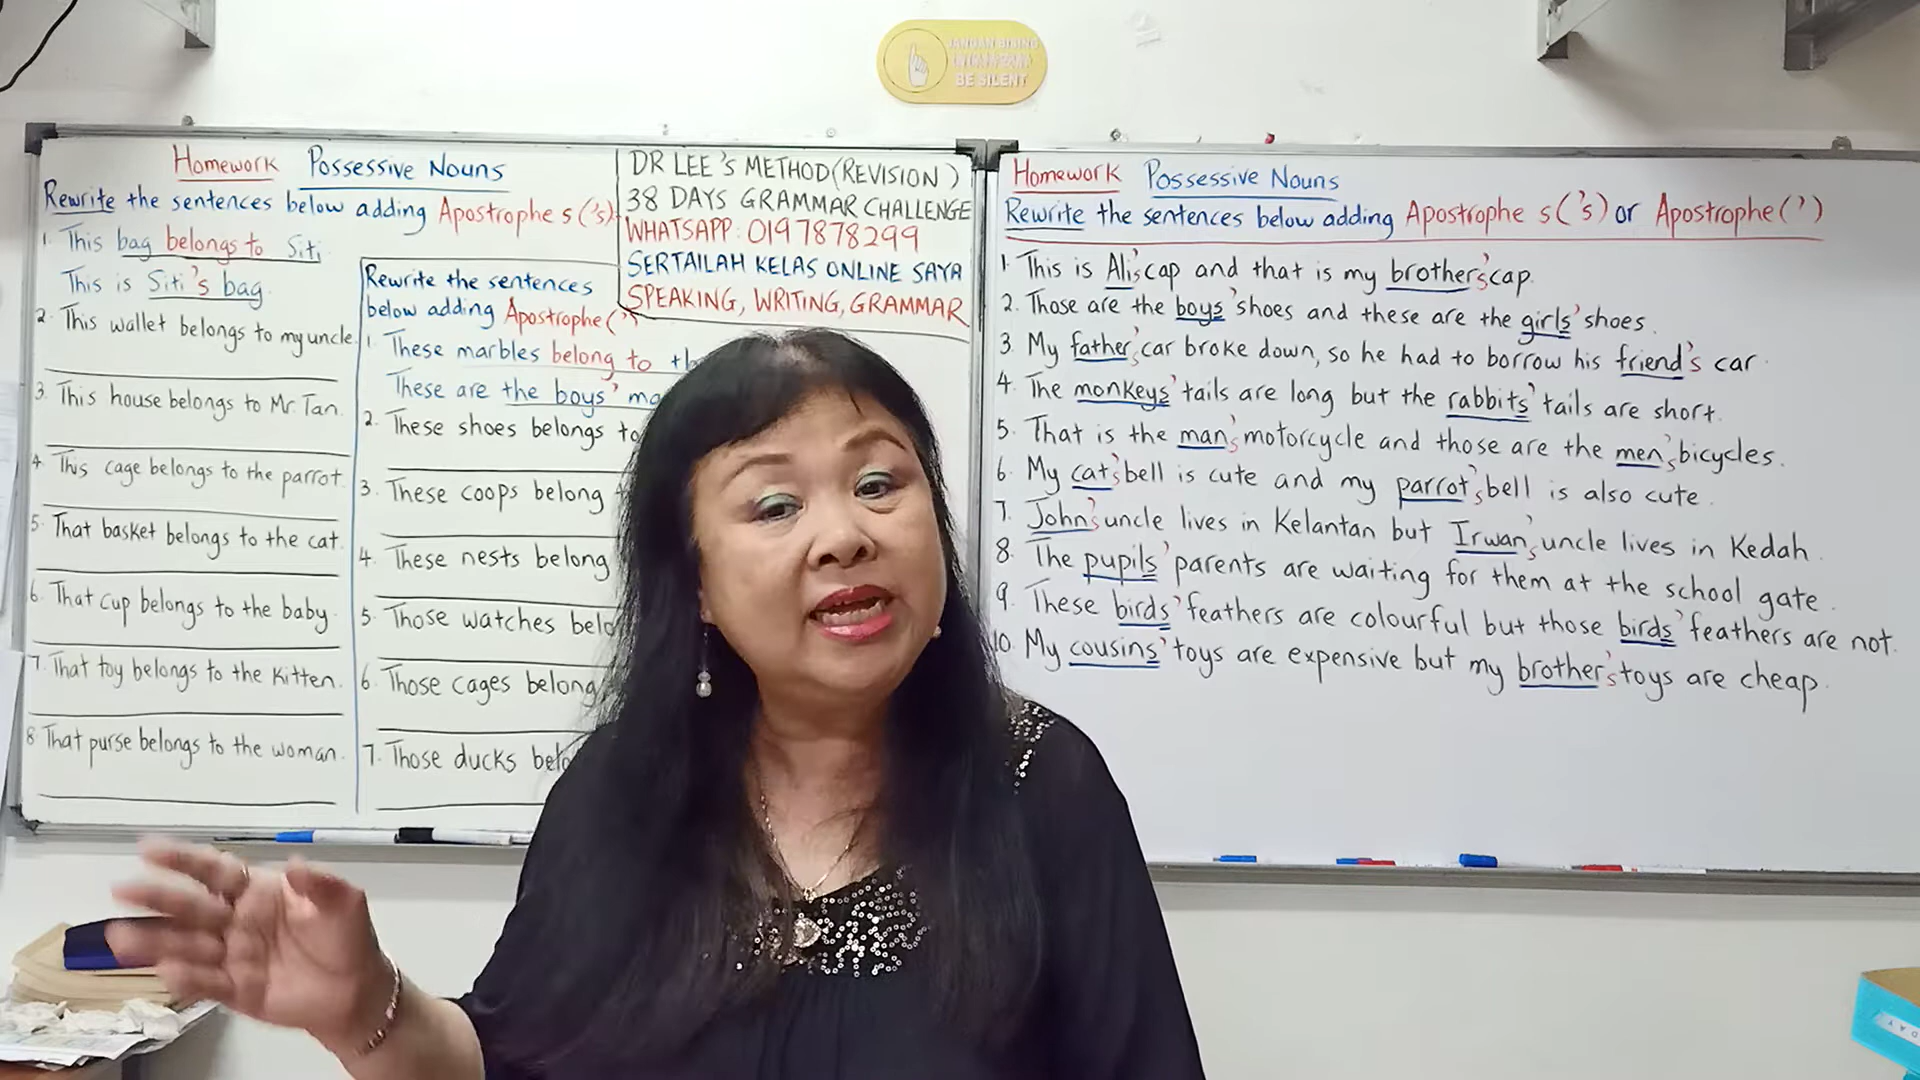 JANGAN BISING
BE SILENT
Homework Possessive Nouns
Rewrite the sentences below adding Apostrophe s ('s)
1. This bag belongs to Siti
This is Siti's bag.
2. This wallet belongs to my uncle.
3. This house belongs to Mr. Tan.
4. This cage belongs to the parrot.
5. That basket belongs to the cat.
6. That cup belongs to the baby.
7. That toy belongs to the kitten.
8. That purse belongs to the woman.
Rewrite the sentences
below adding Apostrophe (')
1. These marbles belong to
These are the boys'
2. These shoes belong to
3. These coops belong
4. These nests belong
5. Those watches
6. Those cages belong
7. Those ducks
DR LEE'S METHOD (REVISION)
38 DAYS GRAMMAR CHALLENGE
WHATSAPP: 0197878299
SERTAILAH KELAS ONLINE SAYA
SPEAKING, WRITING, GRAMMAR
Homework Possessive Nouns
Rewrite the sentences below adding Apostrophe s ('s) or Apostrophe (')
1. This is Ali's cap and that is my brother's cap.
2. Those are the boys' shoes and these are the girls' shoes.
3. My father's car broke down, so he had to borrow his friend's car.
4. The monkeys' tails are long but the rabbits' tails are short.
5. That is the man's motorcycle and those are the men's bicycles.
6. My cat's bell is cute and my parrot's bell is also cute.
7. John's uncle lives in Kelantan but Irwan's uncle lives in Kedah.
8. The pupils' parents are waiting for them at the school gate.
9. These birds' feathers are colourful but those birds' feathers are not.
10. My cousins' toys are expensive but my brother's toys are cheap.